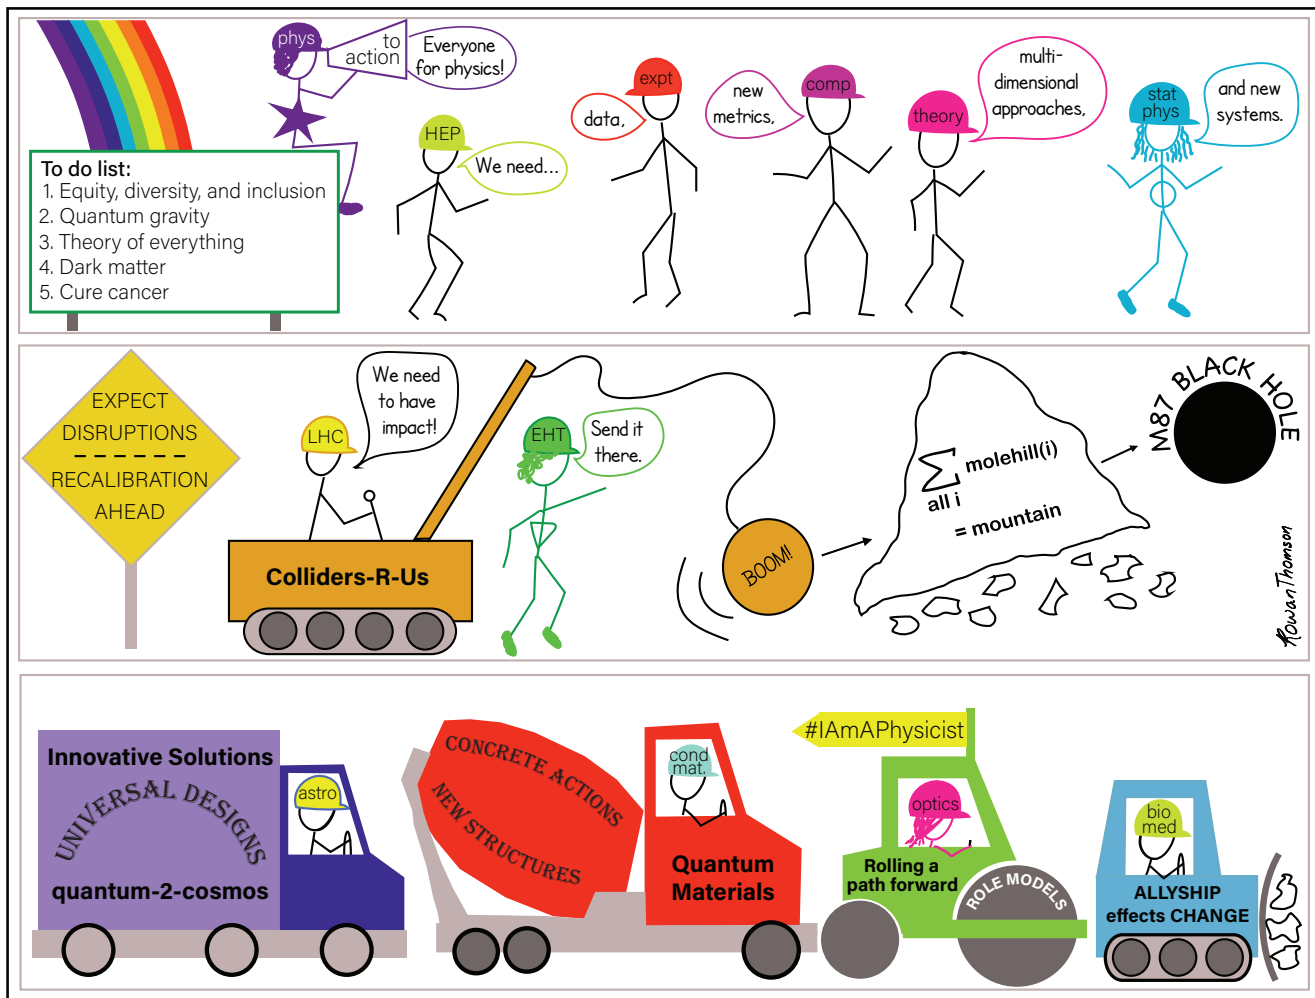 phys
to
action
Everyone
for physics!
To do list:
1. Equity, diversity, and inclusion
2. Quantum gravity
3. Theory of everything
4. Dark matter
5. Cure cancer
HEP
We need...
expt
data,
comp
new
metrics,
theory
multi-
dimensional
approaches,
stat
phys
and new
systems.
EXPECT
DISRUPTIONS
RECALIBRATION
AHEAD
LHC
We need
to have
impact!
Colliders-R-Us
EHT
Send it
there.
BOOM!
∑ molehill(i)
all i
= mountain
M87 BLACK HOLE
Rowan Thomson
Innovative Solutions
UNIVERSAL DESIGNS
quantum-2-cosmos
astro
CONCRETE ACTIONS
NEW STRUCTURES
cond
mat.
Quantum
Materials
#IAmAPhysicist
optics
Rolling a
path forward
ROLE MODELS
bio
med
ALLYSHIP
effects CHANGE